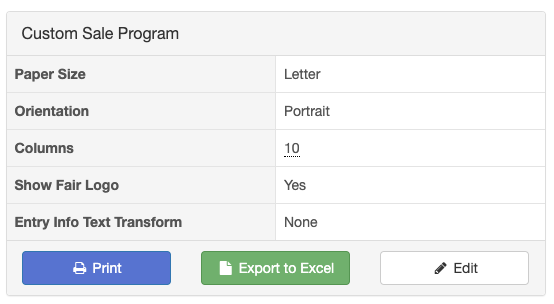 Custom Sale Program
Paper Size Letter
Orientation Portrait
Columns 10
Show Fair Logo Yes
Entry Info Text Transform None
Print Export to Excel Edit